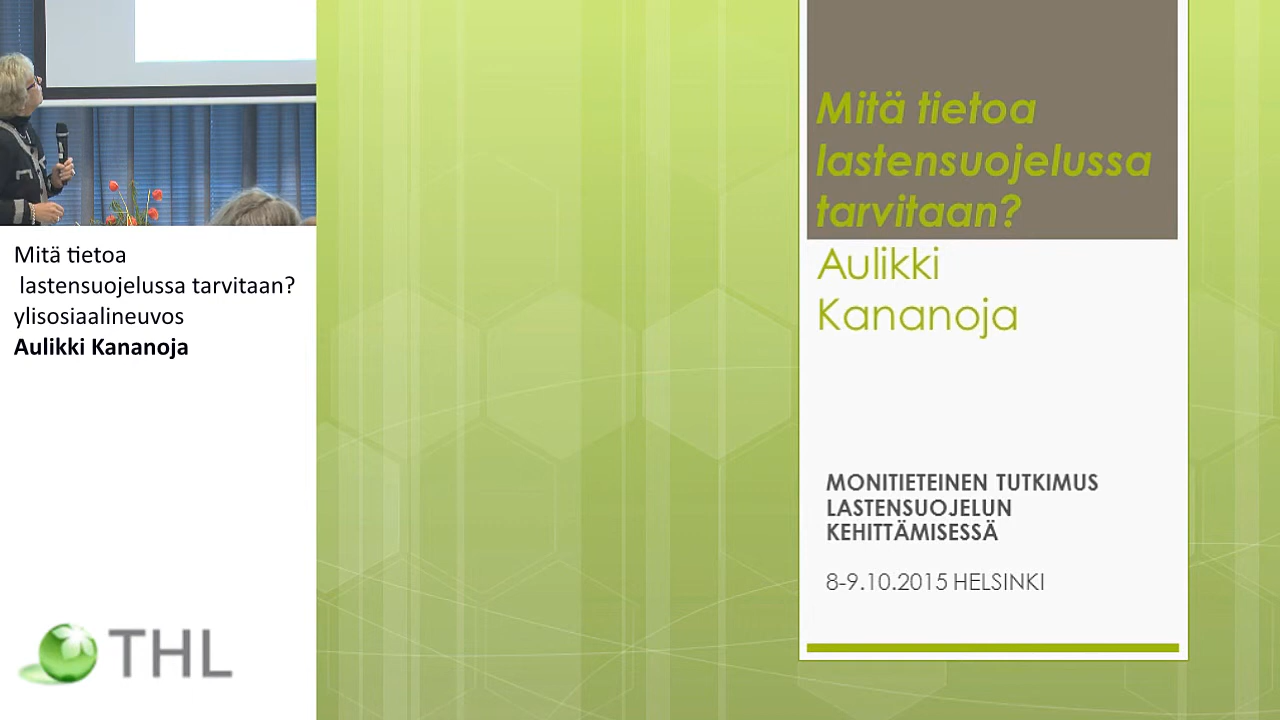 Mitä tietoa
lastensuojelussa tarvitaan?
ylisosiaalineuvos
Aulikki Kananoja
THL
Mitä tietoa
lastensuojelussa
tarvitaan?
Aulikki
Kananoja
MONITIETEINEN TUTKIMUS
LASTENSUOJELUN
KEHITTÄMISESSÄ
8-9.10.2015 HELSINKI